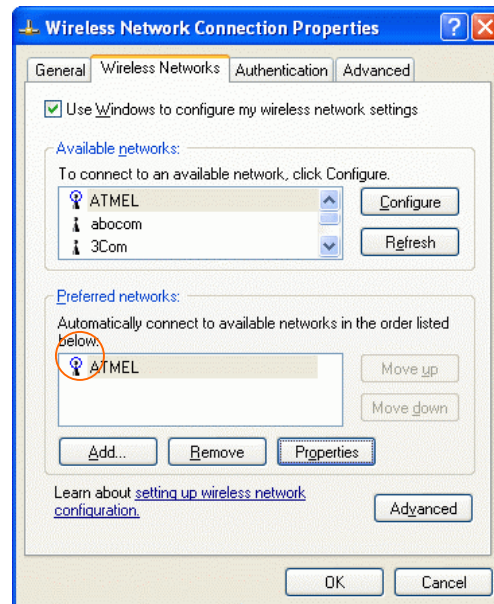 Wireless Network Connection Properties
General Wireless Networks Authentication Advanced
Use Windows to configure my wireless network settings
Available networks:
To connect to an available network, click Configure.
ATMEL
abocom
3Com
Configure
Refresh
Preferred networks:
Automatically connect to available networks in the order listed
below:
ATMEL
Move up
Move down
Add... Remove Properties
Learn about setting up wireless network
configuration.
Advanced
OK Cancel